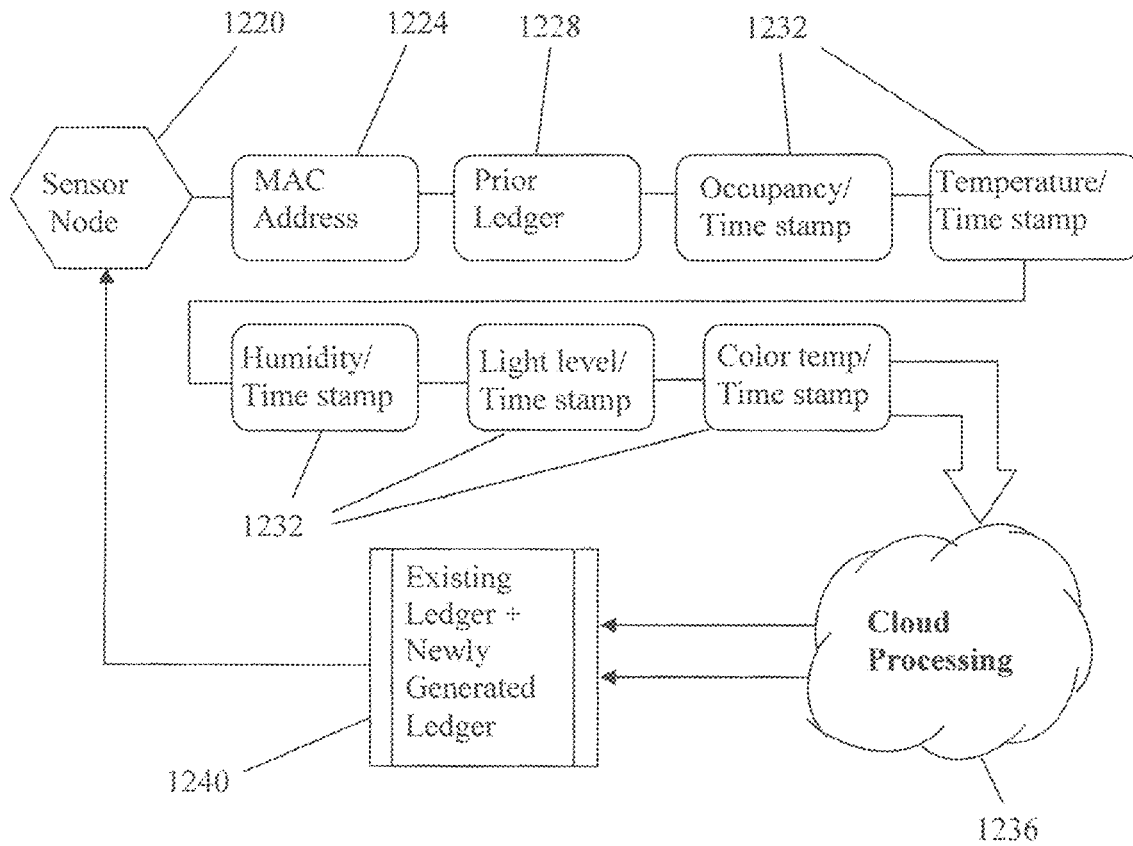 1220
1224
1228
1232
Sensor
Node
MAC
Address
Prior
Ledger
Occupancy/
Time stamp
Temperature/
Time stamp
Humidity/
Time stamp
Light level/
Time stamp
Color temp/
Time stamp
1232
Existing
Ledger +
Newly
Generated
Ledger
Cloud
Processing
1240
1236